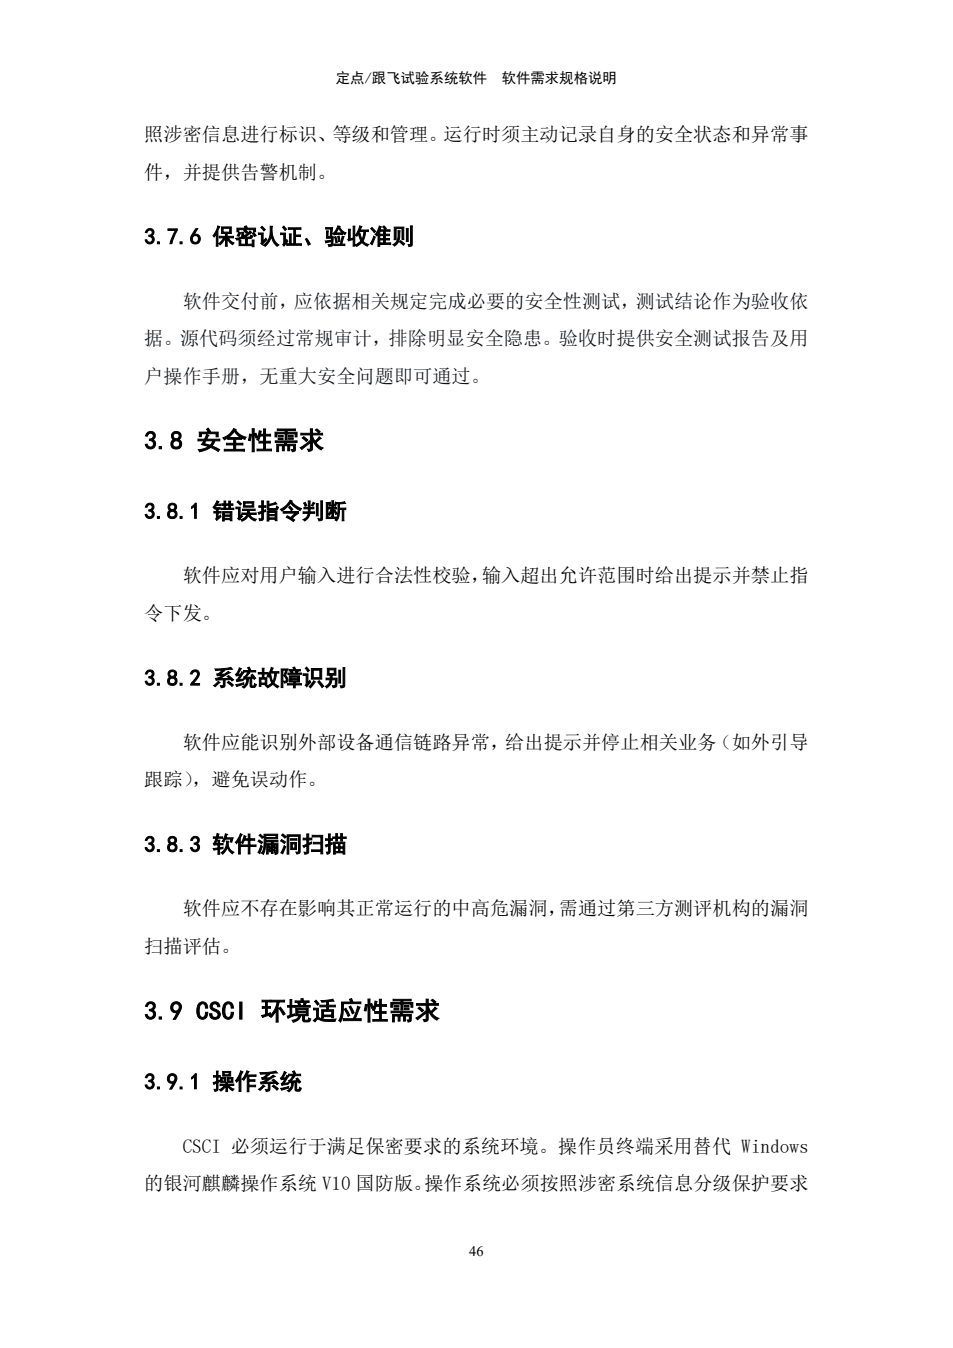 定点/跟飞试验系统软件　软件需求规格说明
照涉密信息进行标识、等级和管理。运行时须主动记录自身的安全状态和异常事
件，并提供告警机制。
3.7.6 保密认证、验收准则
软件交付前，应依据相关规定完成必要的安全性测试，测试结论作为验收依
据。源代码须经过常规审计，排除明显安全隐患。验收时提供安全测试报告及用
户操作手册，无重大安全问题即可通过。
3.8 安全性需求
3.8.1 错误指令判断
软件应对用户输入进行合法性校验，输入超出允许范围时给出提示并禁止指
令下发。
3.8.2 系统故障识别
软件应能识别外部设备通信链路异常，给出提示并停止相关业务（如外引导
跟踪），避免误动作。
3.8.3 软件漏洞扫描
软件应不存在影响其正常运行的中高危漏洞，需通过第三方测评机构的漏洞
扫描评估。
3.9 CSCI 环境适应性需求
3.9.1 操作系统
CSCI 必须运行于满足保密要求的系统环境。操作员终端采用替代 Windows
的银河麒麟操作系统 V10 国防版。操作系统必须按照涉密系统信息分级保护要求
46